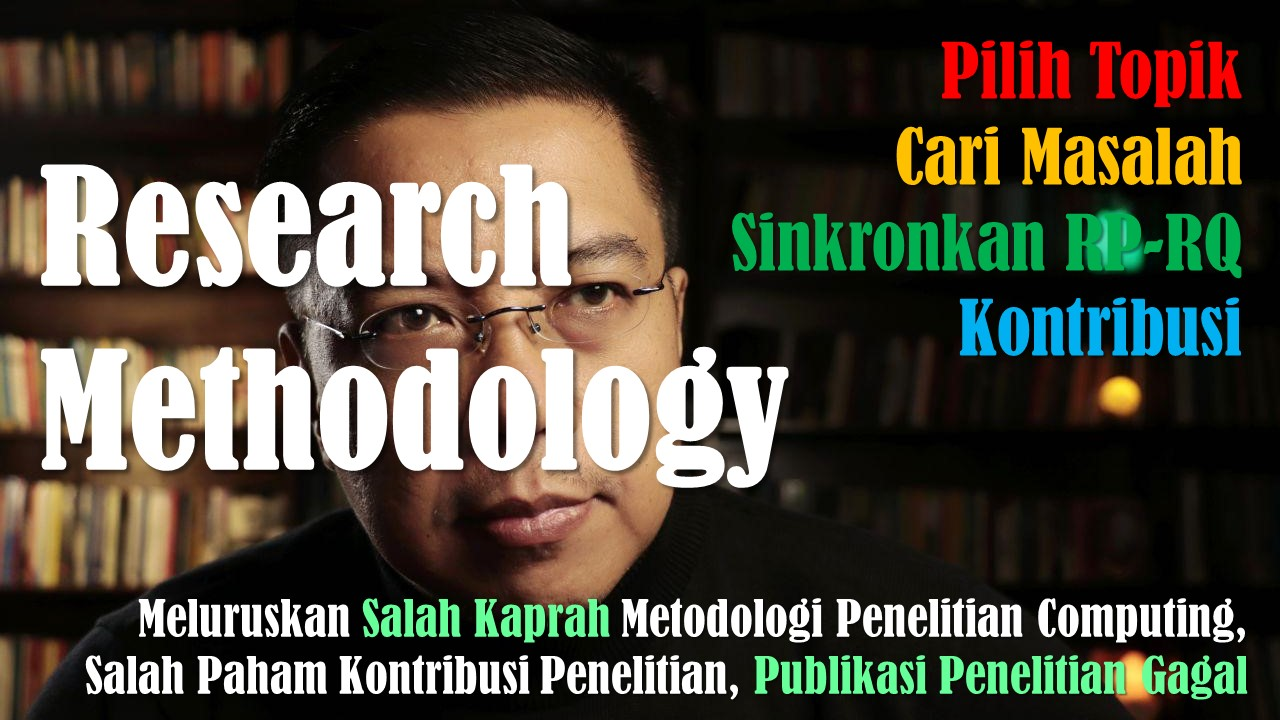 Research
Methodology
Pilih Topik
Cari Masalah
Sinkronkan RP-RQ
Kontribusi
Meluruskan Salah Kaprah Metodologi Penelitian Computing,
Salah Paham Kontribusi Penelitian, Publikasi Penelitian Gagal